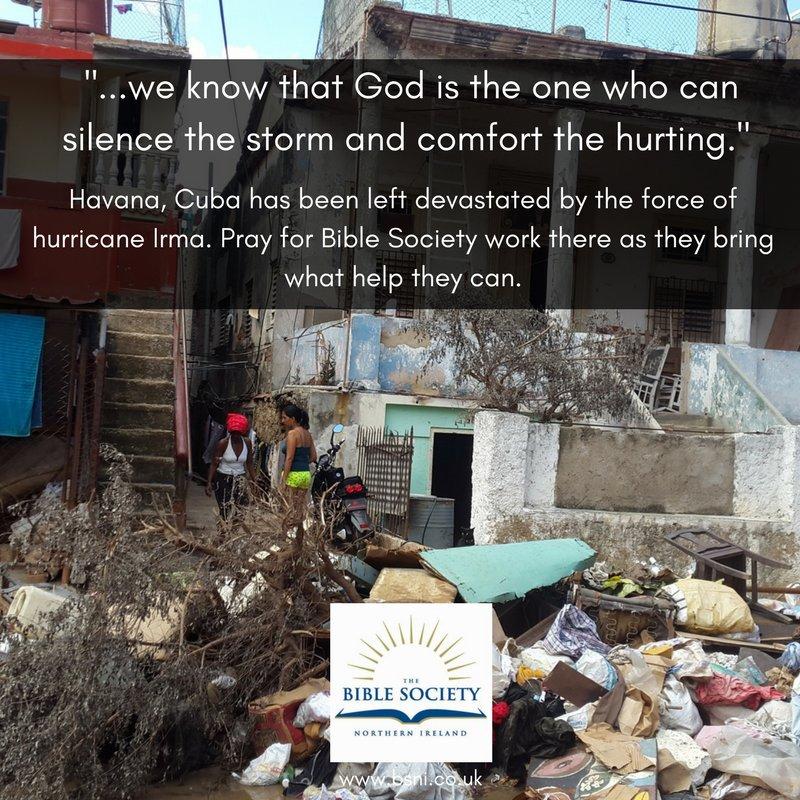 "...we know that God is the one who can
silence the storm and comfort the hurting."
Havana, Cuba has been left devastated by the force of
hurricane Irma. Pray for Bible Society work there as they bring
what help they can.
THE
BIBLE SOCIETY
NORTHERN IRELAND
www.bsni.co.uk